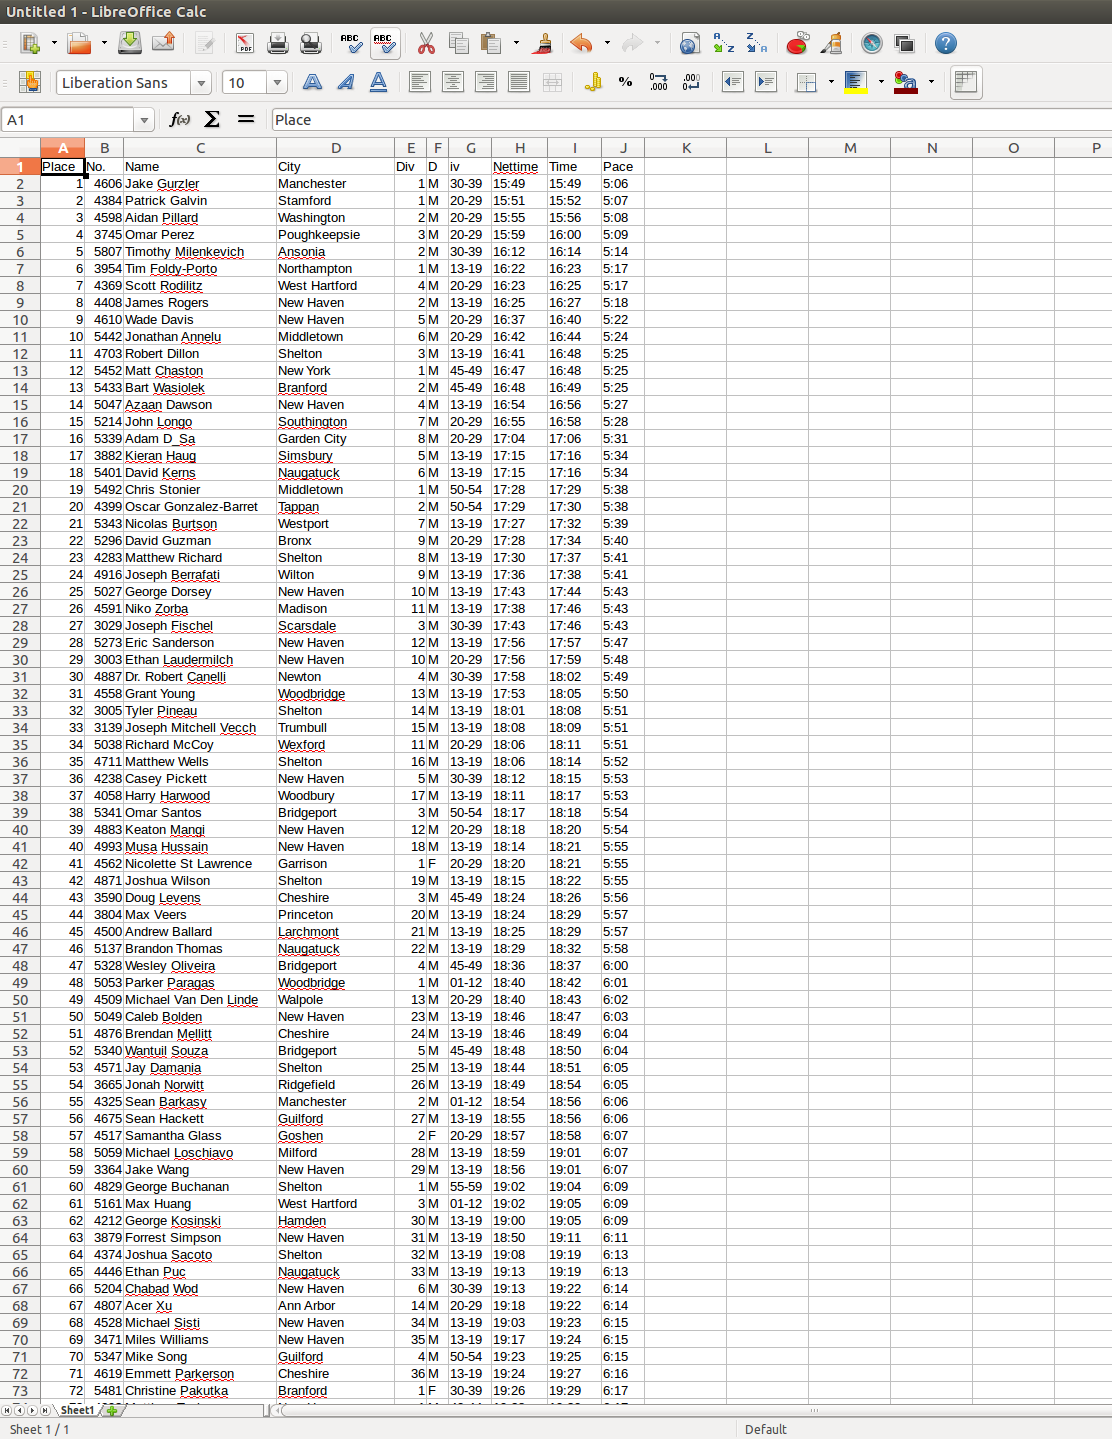 Untitled 1 - LibreOffice Calc
Liberation Sans 10
A1 Place
A B C D E F G H I J K L M N O P
1 Place No. Name City Div D iv Nettime Time Pace
2 1 4606 Jake Gurzler Manchester 1 M 30-39 15:49 15:49 5:06
3 2 4384 Patrick Galvin Stamford 1 M 20-29 15:51 15:52 5:07
4 3 4598 Aidan Pillard Washington 2 M 20-29 15:55 15:56 5:08
5 4 3745 Omar Perez Poughkeepsie 3 M 20-29 15:59 16:00 5:09
6 5 5807 Timothy Milenkevich Ansonia 2 M 30-39 16:12 16:14 5:14
7 6 3954 Tim Foldy-Porto Northampton 1 M 13-19 16:22 16:23 5:17
8 7 4369 Scott Rodilitz West Hartford 4 M 20-29 16:23 16:25 5:17
9 8 4408 James Rogers New Haven 2 M 13-19 16:25 16:27 5:18
10 9 4610 Wade Davis New Haven 5 M 20-29 16:37 16:40 5:22
11 10 5442 Jonathan Annelu Middletown 6 M 20-29 16:42 16:44 5:24
12 11 4703 Robert Dillon Shelton 3 M 13-19 16:41 16:48 5:25
13 12 5452 Matt Chaston New York 1 M 45-49 16:47 16:48 5:25
14 13 5433 Bart Wasiolek Branford 2 M 45-49 16:48 16:49 5:25
15 14 5047 Azaan Dawson New Haven 4 M 13-19 16:54 16:56 5:27
16 15 5214 John Longo Southington 7 M 20-29 16:55 16:58 5:28
17 16 5339 Adam D_Sa Garden City 8 M 20-29 17:04 17:06 5:31
18 17 3882 Kieran Haug Simsbury 5 M 13-19 17:15 17:16 5:34
19 18 5401 David Kerns Naugatuck 6 M 13-19 17:15 17:16 5:34
20 19 5492 Chris Stonier Middletown 1 M 50-54 17:28 17:29 5:38
21 20 4399 Oscar Gonzalez-Barret Tappan 2 M 50-54 17:29 17:30 5:38
22 21 5343 Nicolas Burtson Westport 7 M 13-19 17:27 17:32 5:39
23 22 5296 David Guzman Bronx 9 M 20-29 17:28 17:34 5:40
24 23 4283 Matthew Richard Shelton 8 M 13-19 17:30 17:37 5:41
25 24 4916 Joseph Berrafati Wilton 9 M 13-19 17:36 17:38 5:41
26 25 5027 George Dorsey New Haven 10 M 13-19 17:43 17:44 5:43
27 26 4591 Niko Zorba Madison 11 M 13-19 17:38 17:46 5:43
28 27 3029 Joseph Fischel Scarsdale 3 M 30-39 17:43 17:46 5:43
29 28 5273 Eric Sanderson New Haven 12 M 13-19 17:56 17:57 5:47
30 29 3003 Ethan Laudermilch New Haven 10 M 20-29 17:56 17:59 5:48
31 30 4887 Dr. Robert Canelli Newton 4 M 30-39 17:58 18:02 5:49
32 31 4558 Grant Young Woodbridge 13 M 13-19 17:53 18:05 5:50
33 32 3005 Tyler Pineau Shelton 14 M 13-19 18:01 18:08 5:51
34 33 3139 Joseph Mitchell Vecch Trumbull 15 M 13-19 18:08 18:09 5:51
35 34 5038 Richard McCoy Wexford 11 M 20-29 18:06 18:11 5:51
36 35 4711 Matthew Wells Shelton 16 M 13-19 18:06 18:14 5:52
37 36 4238 Casey Pickett New Haven 5 M 30-39 18:12 18:15 5:53
38 37 4058 Harry Harwood Woodbury 17 M 13-19 18:11 18:17 5:53
39 38 5341 Omar Santos Bridgeport 3 M 50-54 18:17 18:18 5:54
40 39 4883 Keaton Mangi New Haven 12 M 20-29 18:18 18:20 5:54
41 40 4993 Musa Hussain New Haven 18 M 13-19 18:14 18:21 5:55
42 41 4562 Nicolette St Lawrence Garrison 1 F 20-29 18:20 18:21 5:55
43 42 4871 Joshua Wilson Shelton 19 M 13-19 18:15 18:22 5:55
44 43 3590 Doug Levens Cheshire 3 M 45-49 18:24 18:26 5:56
45 44 3804 Max Veers Princeton 20 M 13-19 18:24 18:29 5:57
46 45 4500 Andrew Ballard Larchmont 21 M 13-19 18:25 18:29 5:57
47 46 5137 Brandon Thomas Naugatuck 22 M 13-19 18:29 18:32 5:58
48 47 5328 Wesley Oliveira Bridgeport 4 M 45-49 18:36 18:37 6:00
49 48 5053 Parker Paragas Woodbridge 1 M 01-12 18:40 18:42 6:01
50 49 4509 Michael Van Den Linde Walpole 13 M 20-29 18:40 18:43 6:02
51 50 5049 Caleb Bolden New Haven 23 M 13-19 18:46 18:47 6:03
52 51 4876 Brendan Mellitt Cheshire 24 M 13-19 18:46 18:49 6:04
53 52 5340 Wantuil Souza Bridgeport 5 M 45-49 18:48 18:50 6:04
54 53 4571 Jay Damania Shelton 25 M 13-19 18:44 18:51 6:05
55 54 3665 Jonah Norwitt Ridgefield 26 M 13-19 18:49 18:54 6:05
56 55 4325 Sean Barkasy Manchester 2 M 01-12 18:54 18:56 6:06
57 56 4675 Sean Hackett Guilford 27 M 13-19 18:55 18:56 6:06
58 57 4517 Samantha Glass Goshen 2 F 20-29 18:57 18:58 6:07
59 58 5059 Michael Loschiavo Milford 28 M 13-19 18:59 19:01 6:07
60 59 3364 Jake Wang New Haven 29 M 13-19 18:56 19:01 6:07
61 60 4829 George Buchanan Shelton 1 M 55-59 19:02 19:04 6:09
62 61 5161 Max Huang West Hartford 3 M 01-12 19:02 19:05 6:09
63 62 4212 George Kosinski Hamden 30 M 13-19 19:00 19:05 6:09
64 63 3879 Forrest Simpson New Haven 31 M 13-19 18:50 19:11 6:11
65 64 4374 Joshua Sacoto Shelton 32 M 13-19 19:08 19:19 6:13
66 65 4446 Ethan Puc Naugatuck 33 M 13-19 19:13 19:19 6:13
67 66 5204 Chabad Wod New Haven 6 M 30-39 19:13 19:22 6:14
68 67 4807 Acer Xu Ann Arbor 14 M 20-29 19:18 19:22 6:14
69 68 4528 Michael Sisti New Haven 34 M 13-19 19:03 19:23 6:15
70 69 3471 Miles Williams New Haven 35 M 13-19 19:17 19:24 6:15
71 70 5347 Mike Song Guilford 4 M 50-54 19:23 19:25 6:15
72 71 4619 Emmett Parkerson Cheshire 36 M 13-19 19:24 19:27 6:16
73 72 5481 Christine Pakutka Branford 1 F 30-39 19:26 19:29 6:17
Sheet1
Sheet 1 / 1 Default